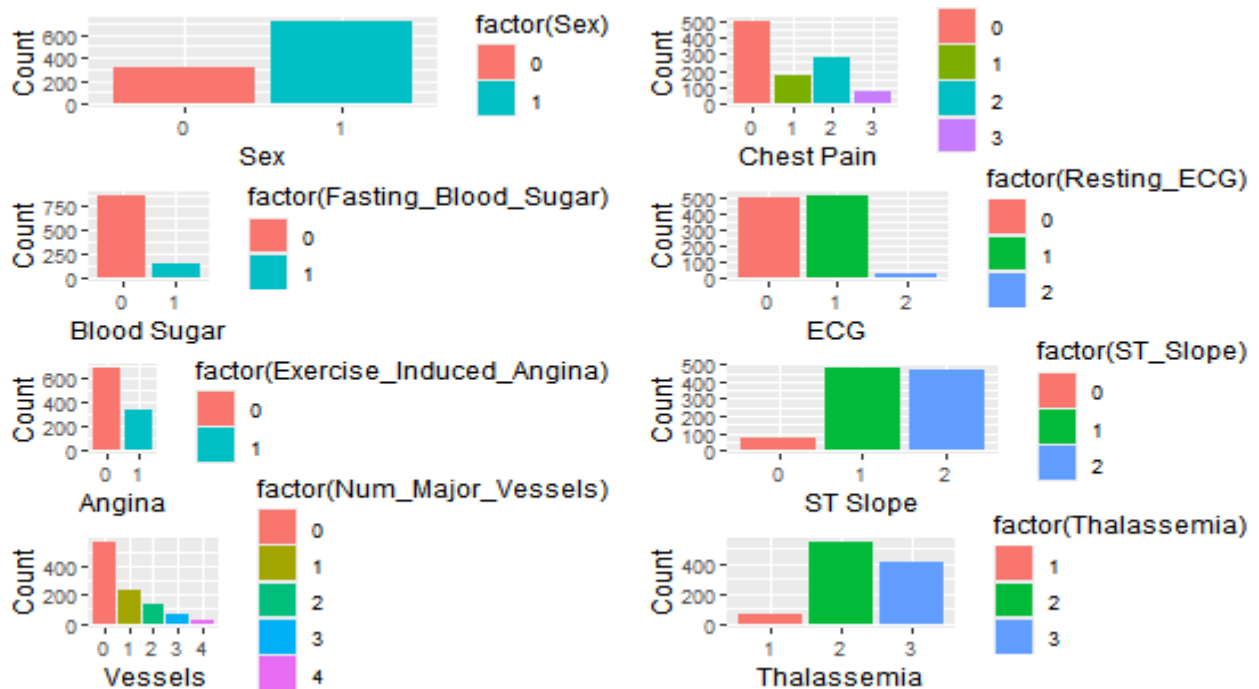 Count
600
400
200
0
0 1
Sex
factor(Sex)
0
1
Count
500
400
300
200
100
0
0 1 2 3
Chest Pain
0
1
2
3
Count
750
500
250
0
0 1
Blood Sugar
factor(Fasting_Blood_Sugar)
0
1
Count
500
400
300
200
100
0
0 1 2
ECG
factor(Resting_ECG)
0
1
2
Count
600
400
200
0
0 1
Angina
factor(Exercise_Induced_Angina)
0
1
Count
500
400
300
200
100
0
0 1 2
ST Slope
factor(ST_Slope)
0
1
2
Count
400
200
0
0 1 2 3 4
Vessels
factor(Num_Major_Vessels)
0
1
2
3
4
Count
400
200
0
1 2 3
Thalassemia
factor(Thalassemia)
1
2
3